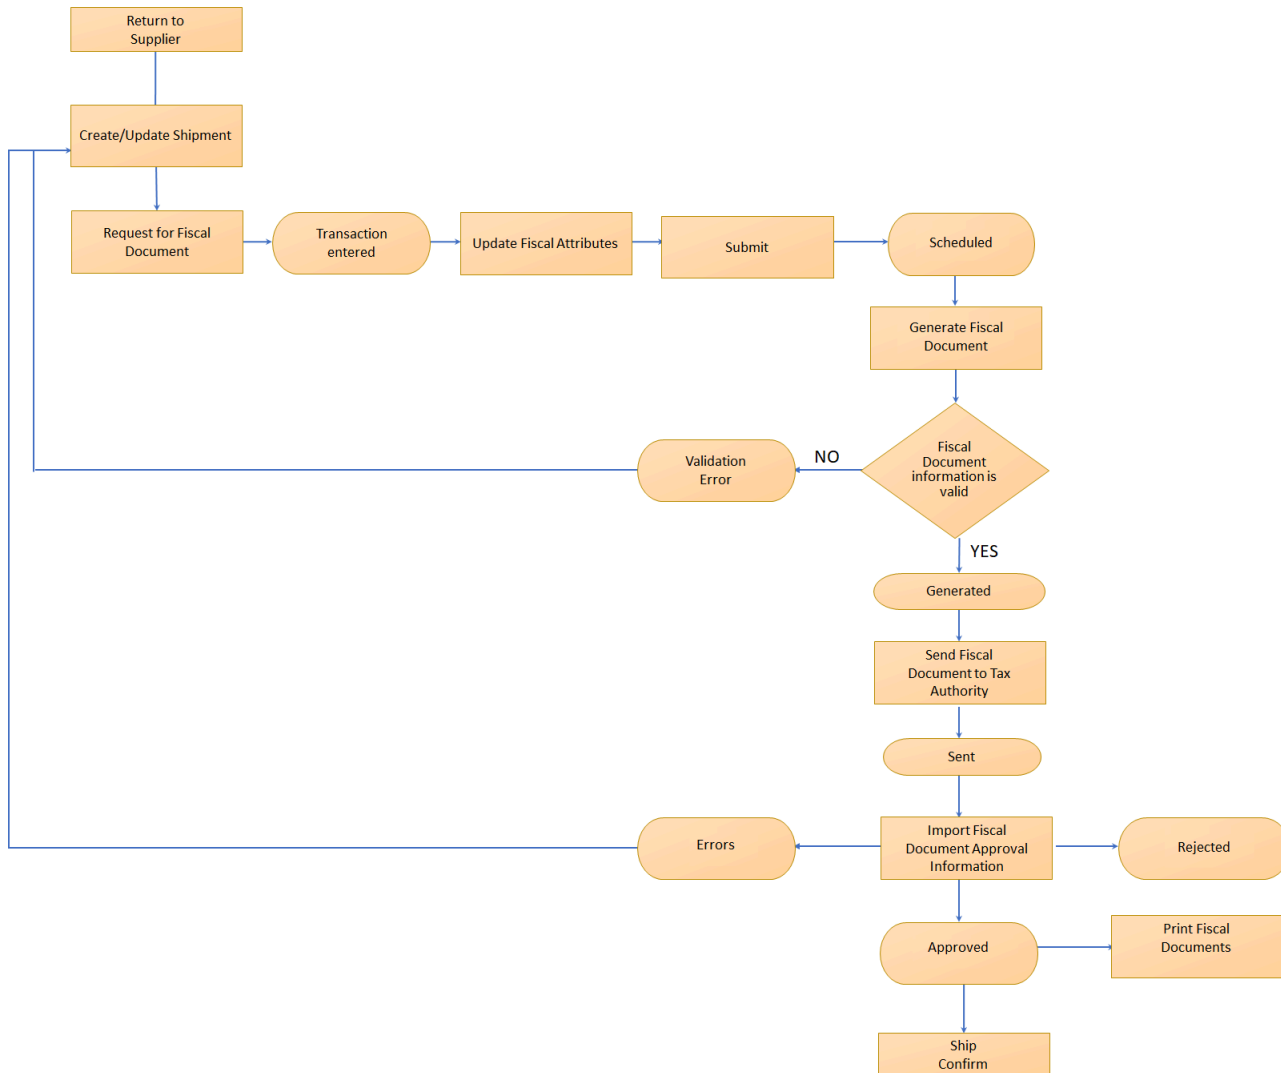 Return to
Supplier
Create/Update Shipment
Request for Fiscal
Document
Transaction
entered
Update Fiscal Attributes
Submit
Scheduled
Generate Fiscal
Document
Fiscal
Document
information is
valid
NO
Validation
Error
YES
Generated
Send Fiscal
Document to Tax
Authority
Sent
Errors
Import Fiscal
Document Approval
Information
Rejected
Approved
Print Fiscal
Documents
Ship
Confirm